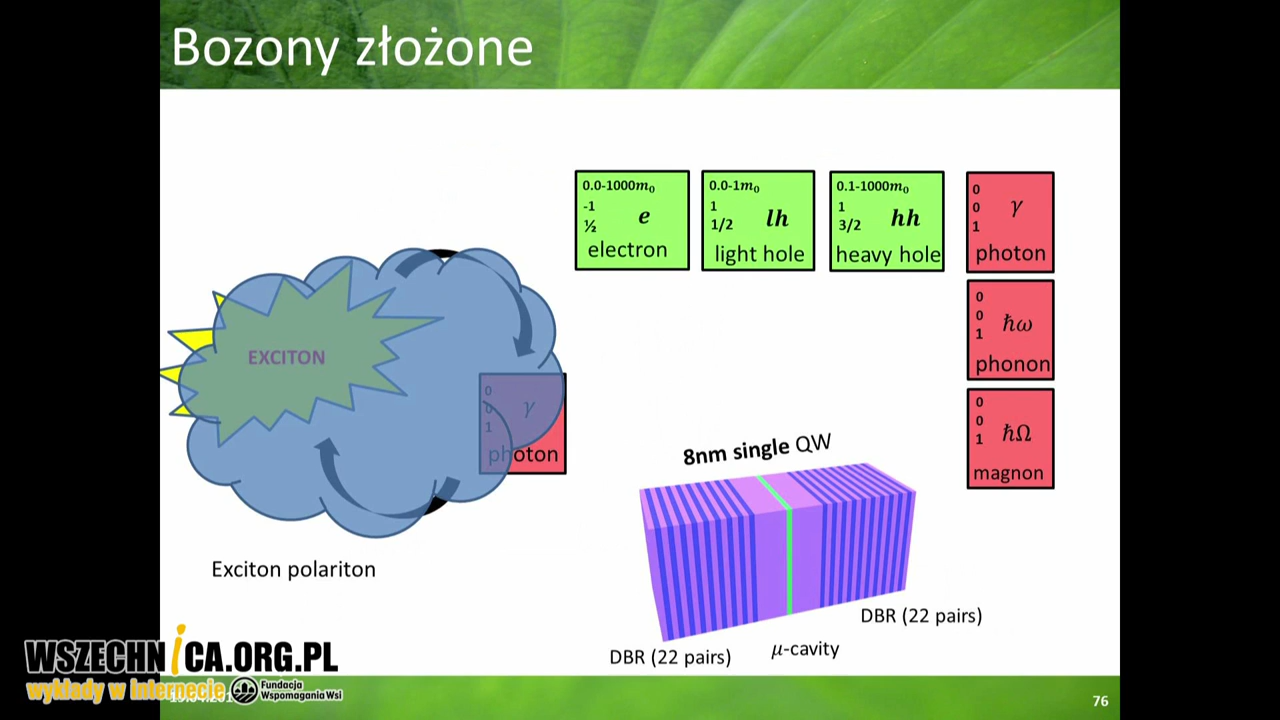 Bozony złożone
0.0-1000m₀
-1
½ e
electron
0.0-1m₀
1
1/2 lh
light hole
0.1-1000m₀
1
3/2 hh
heavy hole
0
0 γ
1
photon
0
0 ħω
1
phonon
0
0 ħΩ
1
magnon
EXCITON
0
0 γ
1
photon
8nm single QW
Exciton polariton
DBR (22 pairs)
μ-cavity
DBR (22 pairs)
WSZECHNiCA.ORG.PL
wykłady w internecie
Fundacja
Wspomagania Wsi
76